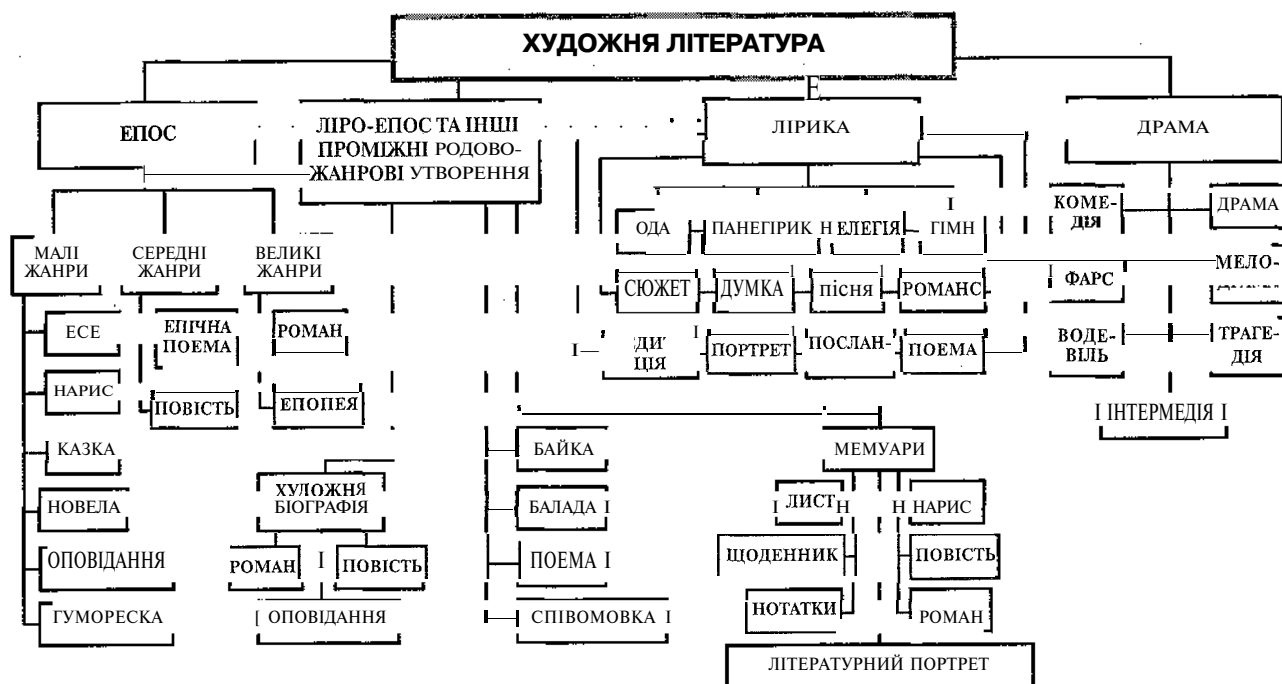 ХУДОЖНЯ ЛІТЕРАТУРА
ЕПОС
ЛІРО-ЕПОС ТА ІНШІ
ПРОМІЖНІ РОДОВО-
ЖАНРОВІ УТВОРЕННЯ
ЛІРИКА
ДРАМА
МАЛІ
ЖАНРИ
СЕРЕДНІ
ЖАНРИ
ВЕЛИКІ
ЖАНРИ
ОДА
ПАНЕГІРИК
ЕЛЕГІЯ
ГІМН
КОМЕ-
ДІЯ
ДРАМА
СЮЖЕТ
ДУМКА
пісня
РОМАНС
ФАРС
МЕЛО-
ЕСЕ
ЕПІЧНА
ПОЕМА
РОМАН
ЦІЯ
ПОРТРЕТ
ПОСЛАН-
ПОЕМА
ВОДЕ-
ВІЛЬ
ТРАГЕ-
ДІЯ
НАРИС
ПОВІСТЬ
ЕПОПЕЯ
ІНТЕРМЕДІЯ
КАЗКА
БАЙКА
МЕМУАРИ
НОВЕЛА
ХУДОЖНЯ
БІОГРАФІЯ
БАЛАДА
ЛИСТ
НАРИС
ОПОВІДАННЯ
РОМАН
ПОВІСТЬ
ПОЕМА
ЩОДЕННИК
ПОВІСТЬ
ГУМОРЕСКА
ОПОВІДАННЯ
СПІВОМОВКА
НОТАТКИ
РОМАН
ЛІТЕРАТУРНИЙ ПОРТРЕТ